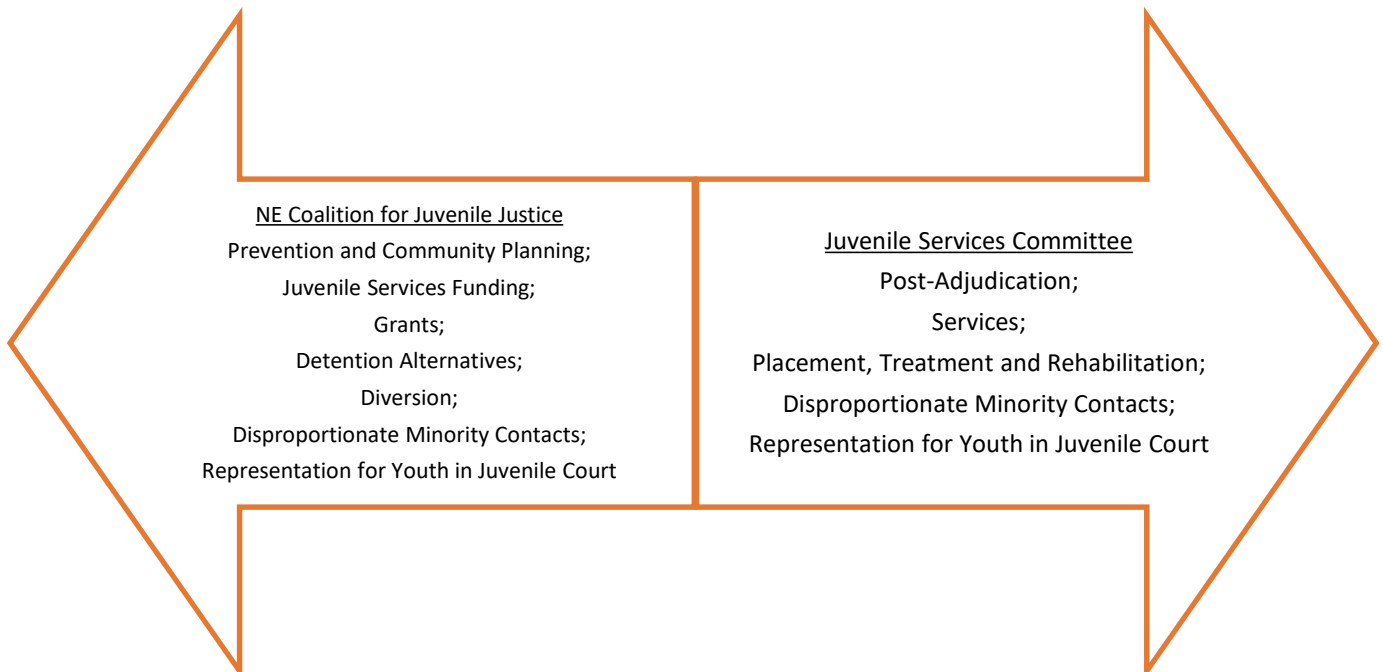 NE Coalition for Juvenile Justice
Prevention and Community Planning;
Juvenile Services Funding;
Grants;
Detention Alternatives;
Diversion;
Disproportionate Minority Contacts;
Representation for Youth in Juvenile Court
Juvenile Services Committee
Post-Adjudication;
Services;
Placement, Treatment and Rehabilitation;
Disproportionate Minority Contacts;
Representation for Youth in Juvenile Court